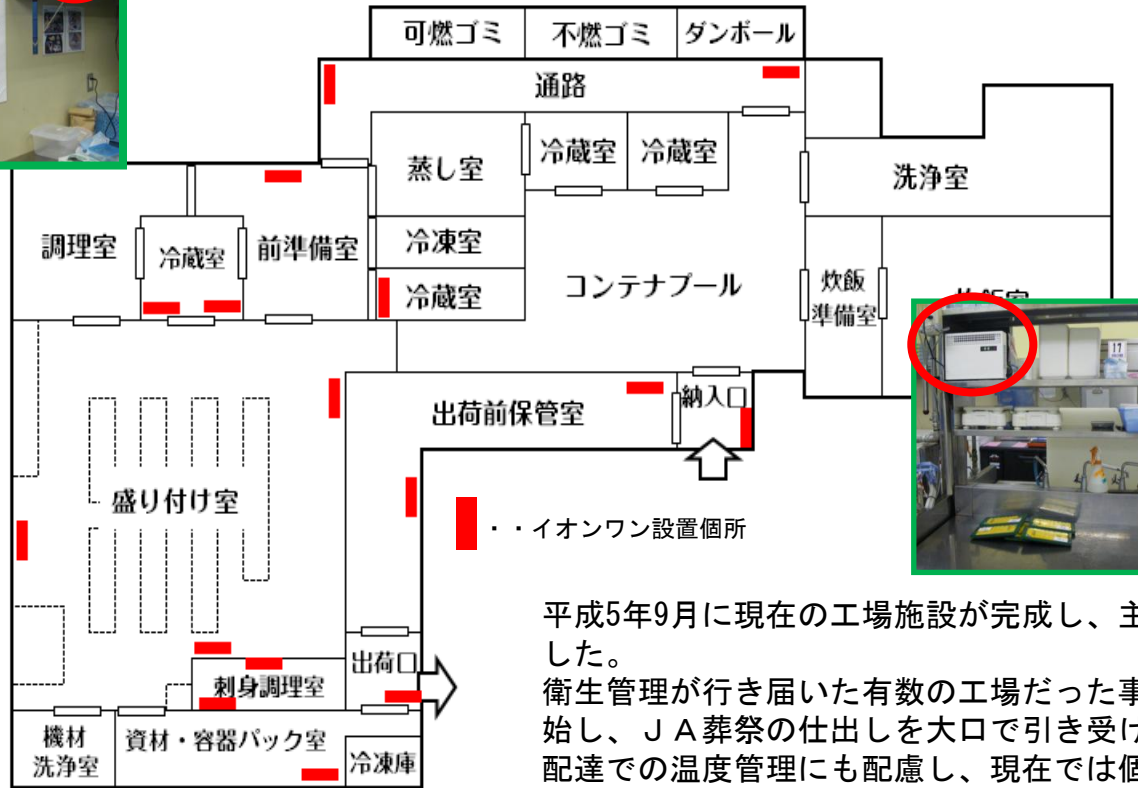 可燃ゴミ
不燃ゴミ
ダンボール
通路
蒸し室
冷蔵室
冷蔵室
洗浄室
調理室
冷蔵室
前準備室
冷凍室
冷蔵室
コンテナプール
炊飯
準備室
出荷前保管室
納入口
盛り付け室
・・イオンワン設置個所
17
出荷口
刺身調理室
機材
洗浄室
資材・容器パック室
冷凍庫
平成5年9月に現在の工場施設が完成し、主
した。
衛生管理が行き届いた有数の工場だった事
始し、ＪＡ葬祭の仕出しを大口で引き受け
配達での温度管理にも配慮し、現在では個